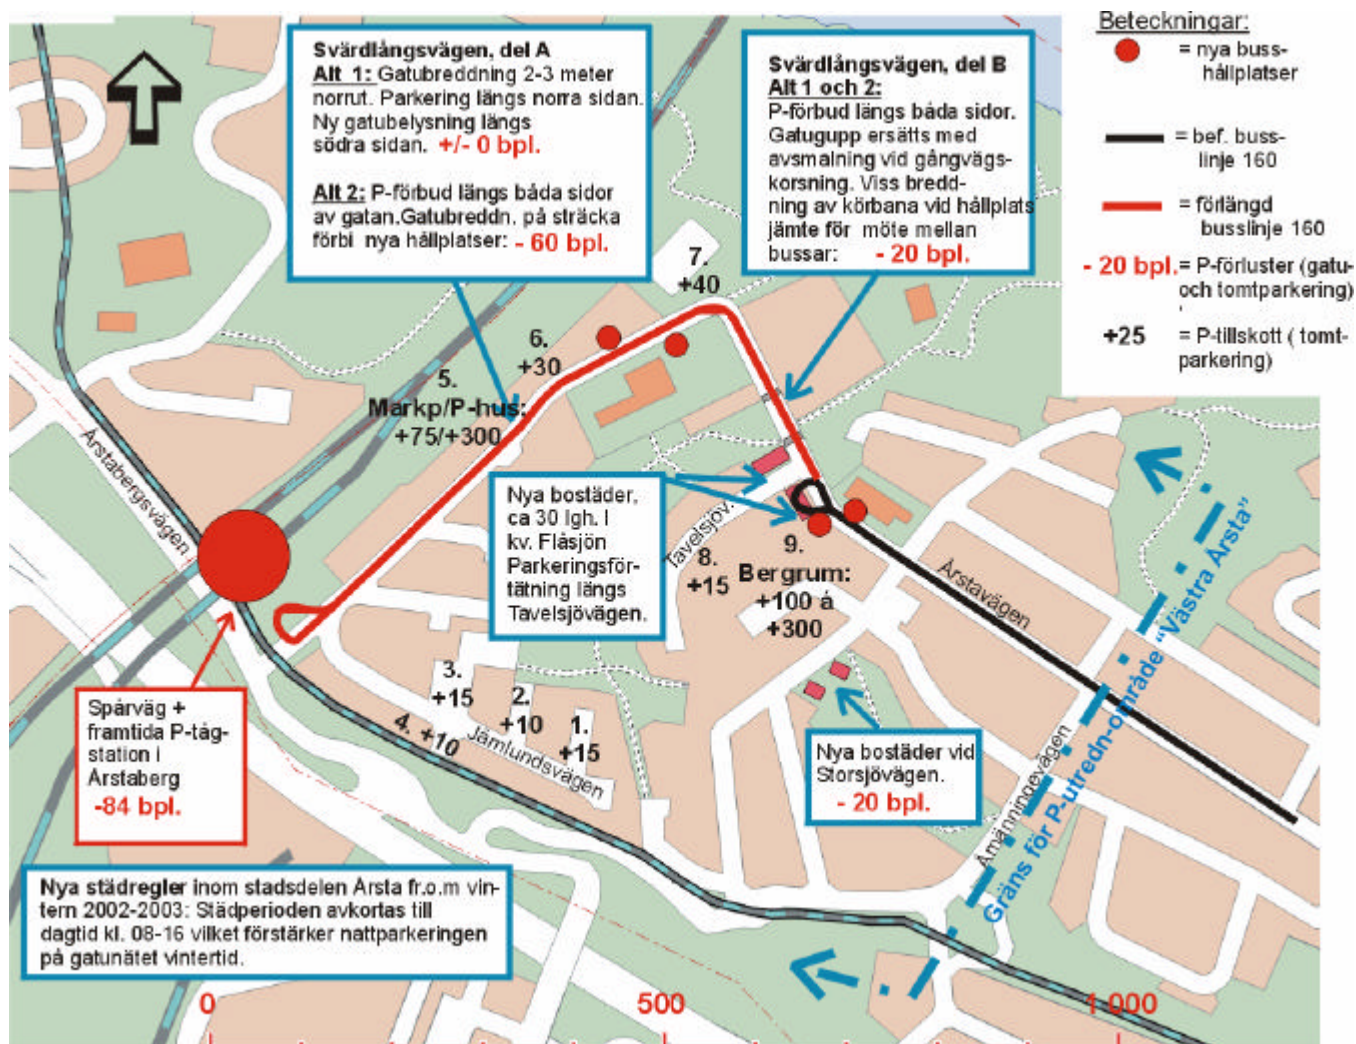 Svärdlångsvägen, del A
Alt 1: Gatubreddning 2-3 meter
norrut. Parkering längs norra sidan.
Ny gatubelysning längs
södra sidan. +/- 0 bpl.
Alt 2: P-förbud längs båda sidor
av gatan.Gatubreddn. på sträcka
förbi nya hållplatser: - 60 bpl.
Svärdlångsvägen, del B
Alt 1 och 2:
P-förbud längs båda sidor.
Gatugupp ersätts med
avsmalning vid gångvägs-
korsning. Viss bredd-
ning av körbana vid hållplats
jämte för möte mellan
bussar: - 20 bpl.
Beteckningar:
= nya buss-
hållplatser
= bef. buss-
linje 160
= förlängd
busslinje 160
- 20 bpl. = P-förluster (gatu-
och tomtparkering)
+25 = P-tillskott ( tomt-
parkering)
7.
+40
6.
+30
5.
Markp/P-hus:
+75/+300
Årstabergsvägen
Nya bostäder,
ca 30 lgh. I
kv. Flåsjön
Parkeringsför-
tätning längs
Tavelsjövägen.
Tavelsjöv.
8.
+15
9.
Bergrum:
+100 á
+300
Årstavägen
Gräns för P-utredn-område "Västra Årsta"
Spårväg +
framtida P-tåg-
station i
Årstaberg
-84 bpl.
3.
+15
2.
+10
1.
+15
4. +10
Jämlundsvägen
Nya bostäder vid
Storsjövägen.
- 20 bpl.
Åmänningevägen
Nya städregler inom stadsdelen Årsta fr.o.m vin-
tern 2002-2003: Städperioden avkortas till
dagtid kl. 08-16 vilket förstärker nattparkeringen
på gatunätet vintertid.
0
500
1 000